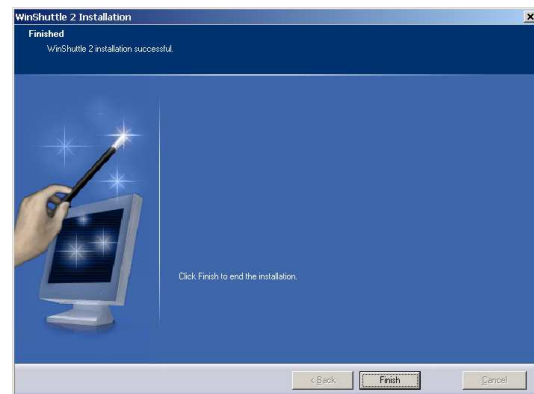 WinShuttle 2 Installation
Finished
WinShuttle 2 installation successful.
Click Finish to end the installation.
< Back
Finish
Cancel